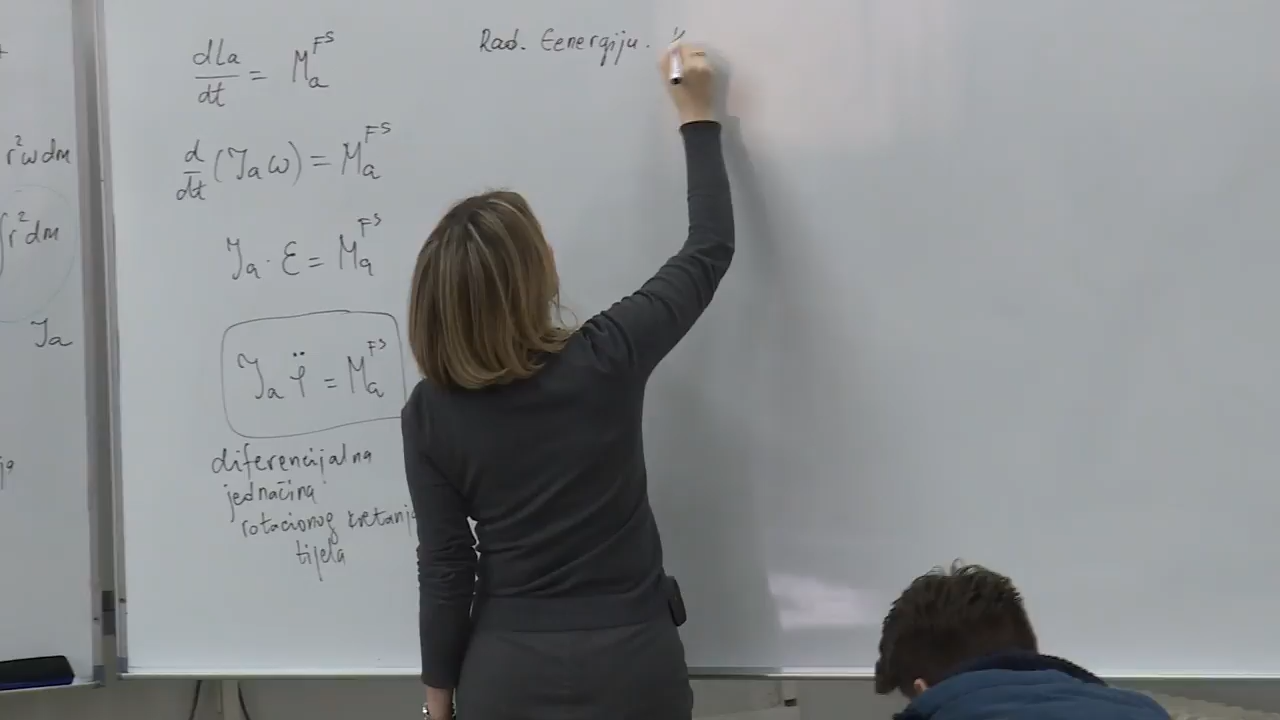 r²ωdm
r²dm
Ja
dLa/dt = Ma^FS
d/dt (Jaω) = Ma^FS
Ja · ε = Ma^FS
Ja φ̈ = Ma^FS
diferencijalna
jednačina
rotacionog kretanja
tijela
Rad. Eenergiju.